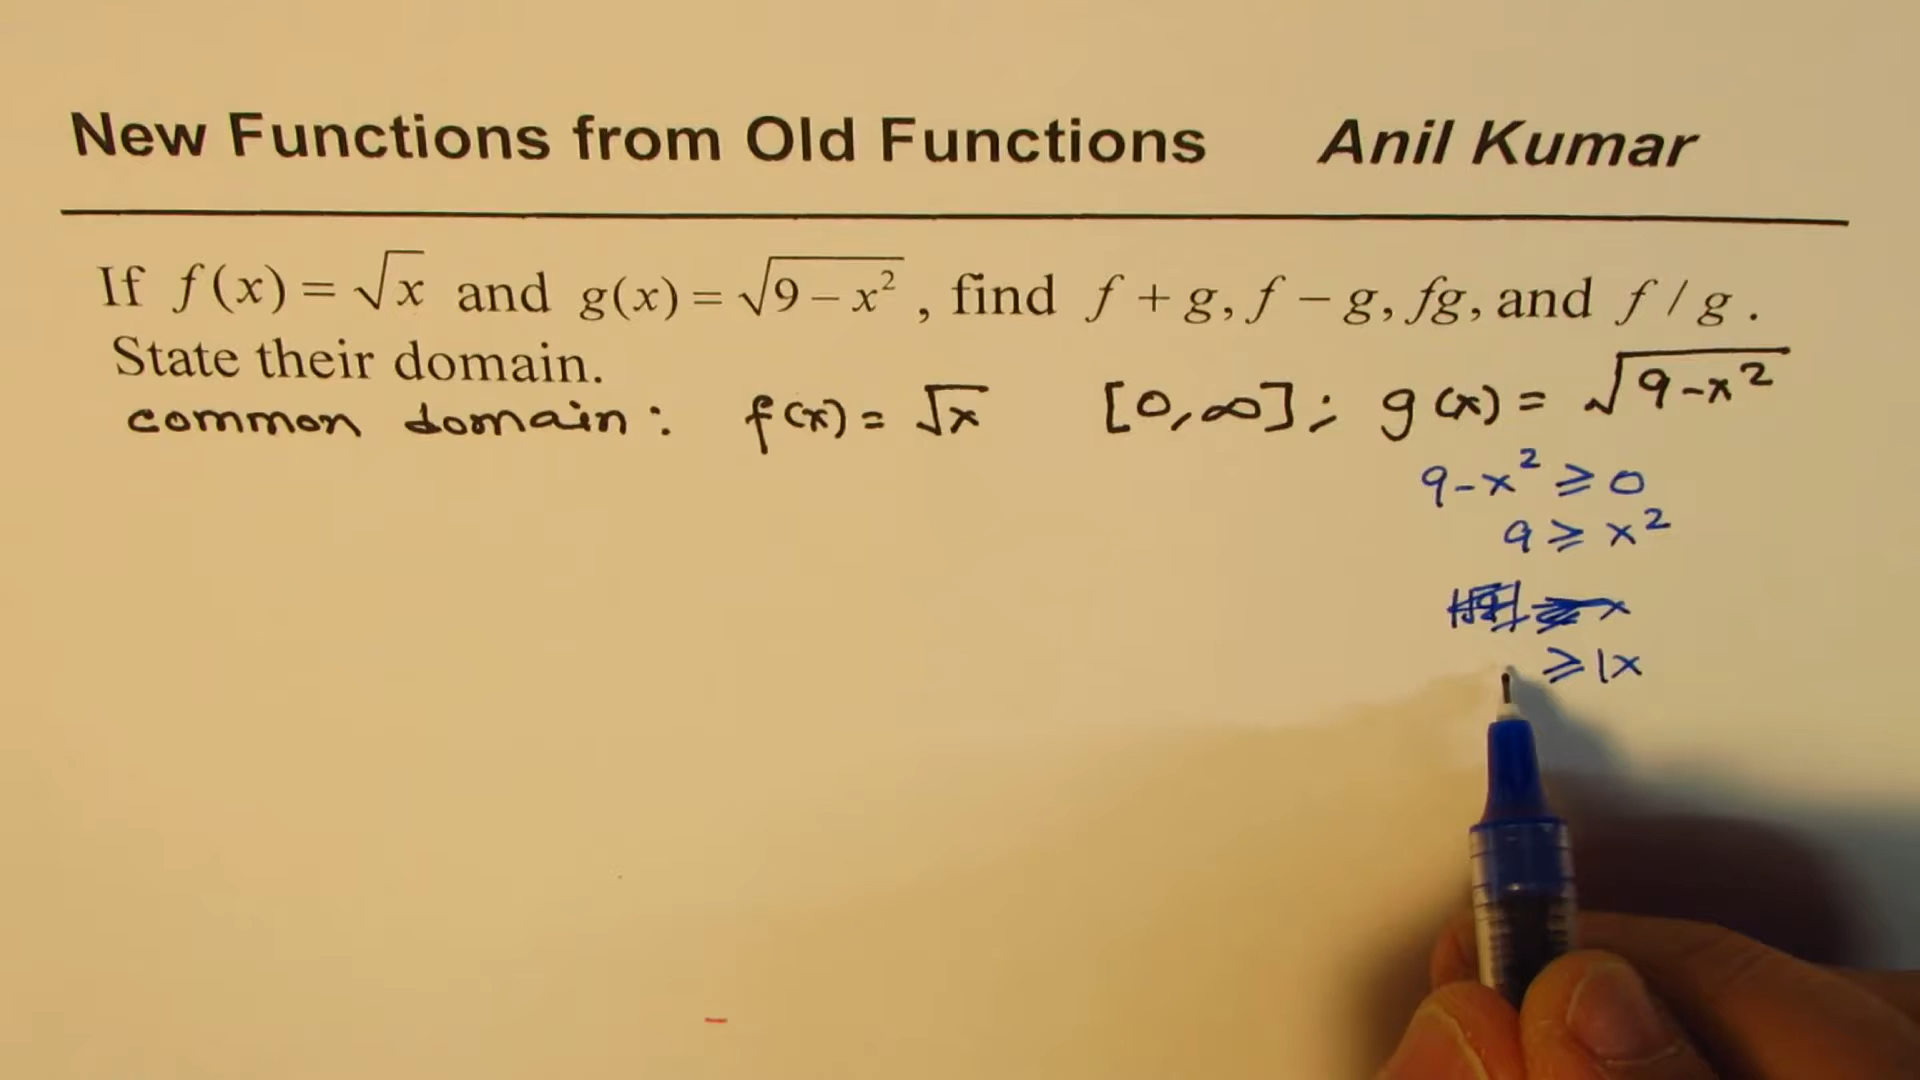 New Functions from Old Functions Anil Kumar
If f(x) = √x and g(x) = √(9 − x²), find f + g, f − g, fg, and f / g.
State their domain.
common domain: f(x) = √x [0,∞]; g(x) = √(9-x²)
9-x² ≥ 0
9 ≥ x²
x
≥ |x